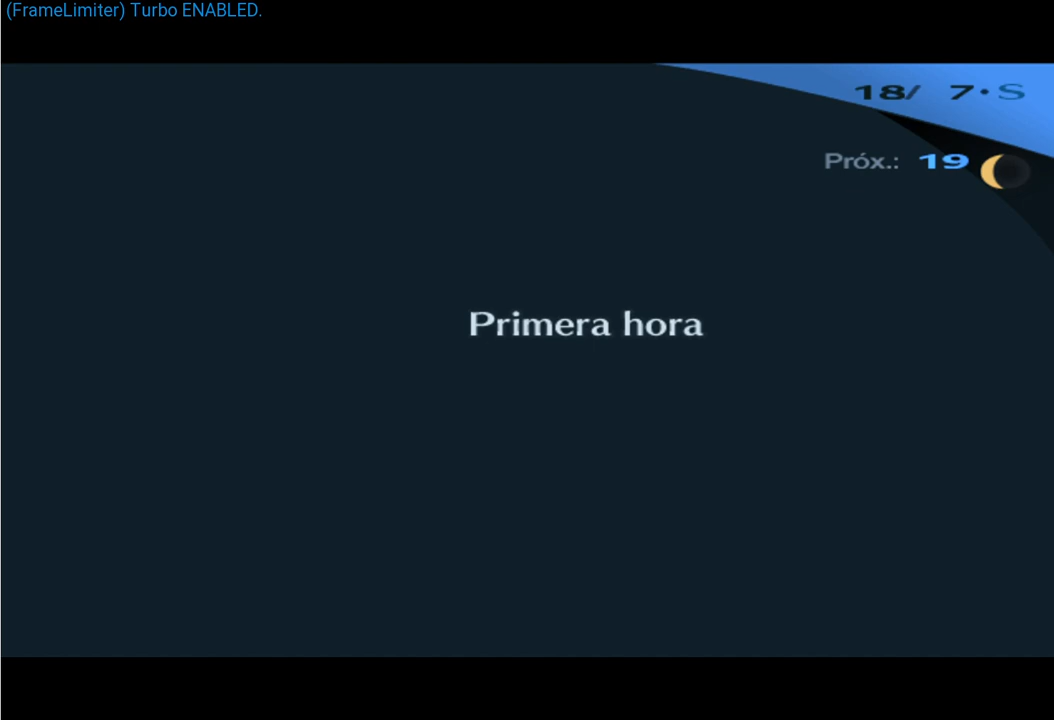 (FrameLimiter) Turbo ENABLED.
18/ 7•S
Próx.: 19
Primera hora